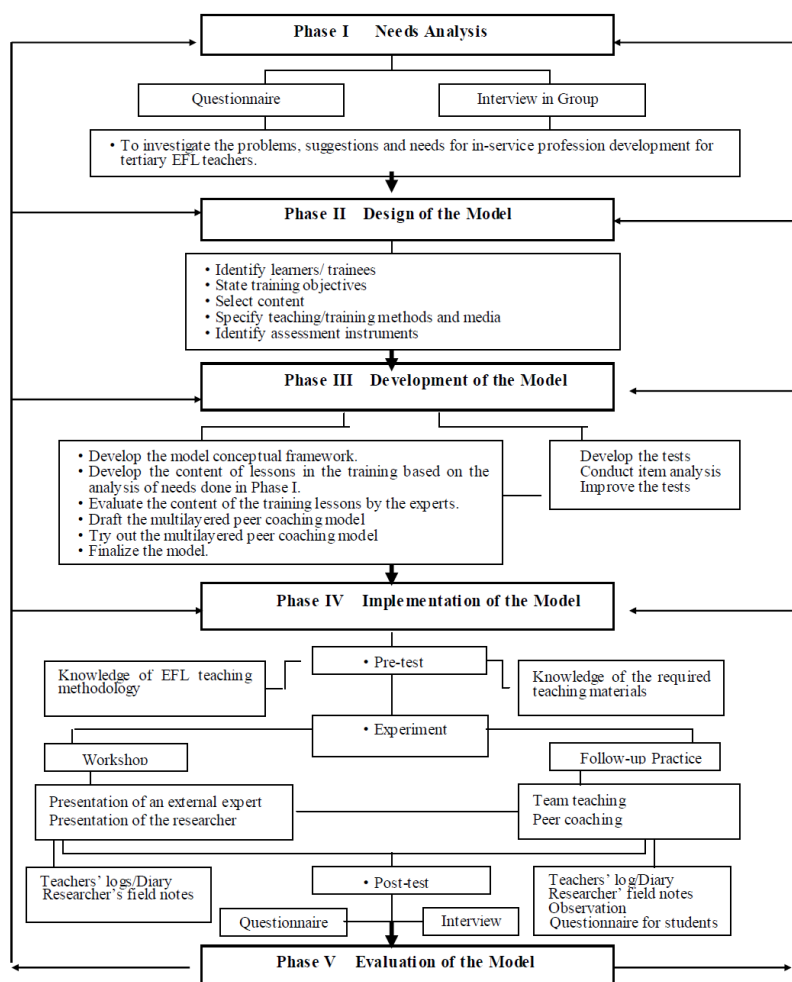 Phase I Needs Analysis
Questionnaire
Interview in Group
• To investigate the problems, suggestions and needs for in-service profession development for
tertiary EFL teachers.
Phase II Design of the Model
• Identify learners/ trainees
• State training objectives
• Select content
• Specify teaching/training methods and media
• Identify assessment instruments
Phase III Development of the Model
• Develop the model conceptual framework.
• Develop the content of lessons in the training based on the
analysis of needs done in Phase I.
• Evaluate the content of the training lessons by the experts.
• Draft the multilayered peer coaching model
• Try out the multilayered peer coaching model
• Finalize the model.
Develop the tests
Conduct item analysis
Improve the tests
Phase IV Implementation of the Model
• Pre-test
Knowledge of EFL teaching
methodology
Knowledge of the required
teaching materials
• Experiment
Workshop
Follow-up Practice
Presentation of an external expert
Presentation of the researcher
Team teaching
Peer coaching
Teachers’ logs/Diary
Researcher’s field notes
• Post-test
Teachers’ log/Diary
Researcher’ field notes
Observation
Questionnaire for students
Questionnaire
Interview
Phase V Evaluation of the Model